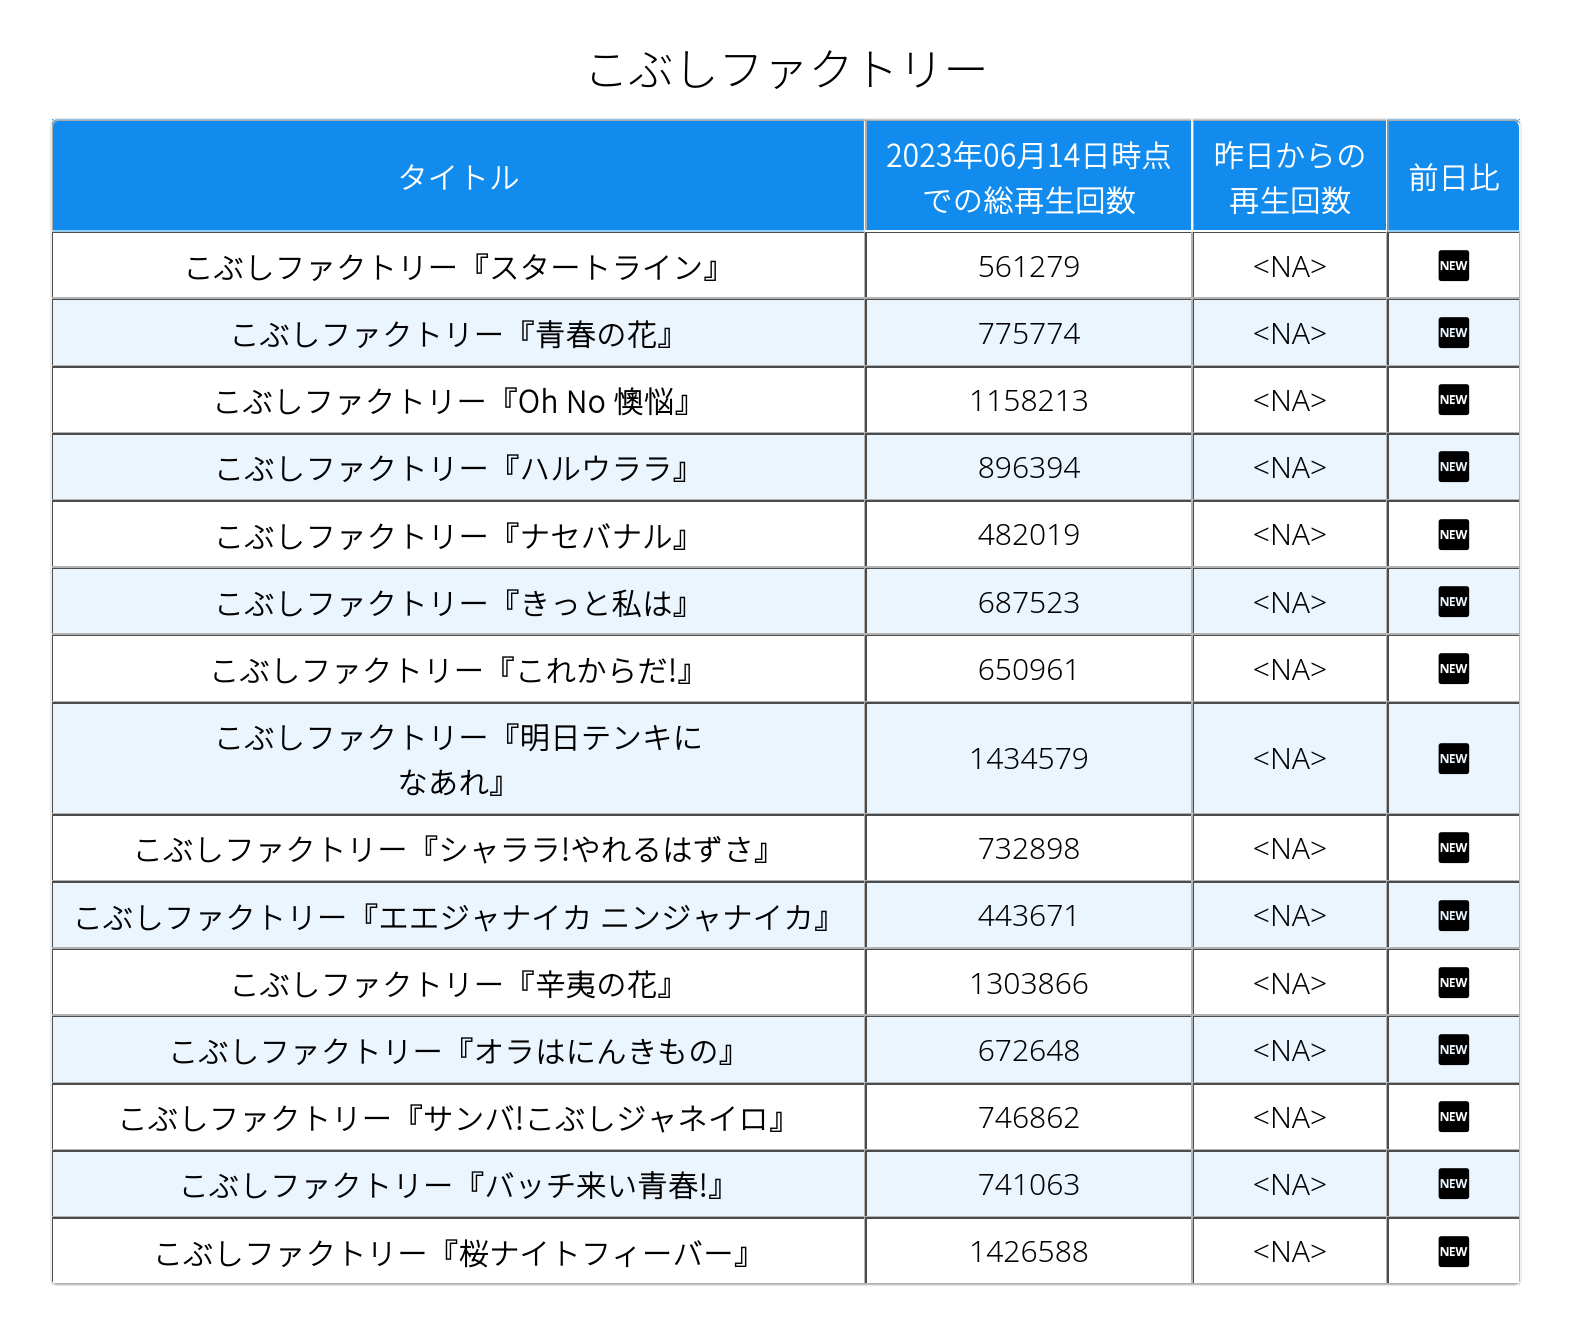 こぶしファクトリー
タイトル
2023年06月14日時点
での総再生回数
昨日からの
再生回数
前日比
こぶしファクトリー『スタートライン』 561279 <NA> NEW
こぶしファクトリー『青春の花』 775774 <NA> NEW
こぶしファクトリー『Oh No 懊悩』 1158213 <NA> NEW
こぶしファクトリー『ハルウララ』 896394 <NA> NEW
こぶしファクトリー『ナセバナル』 482019 <NA> NEW
こぶしファクトリー『きっと私は』 687523 <NA> NEW
こぶしファクトリー『これからだ!』 650961 <NA> NEW
こぶしファクトリー『明日テンキに
なあれ』 1434579 <NA> NEW
こぶしファクトリー『シャララ!やれるはずさ』 732898 <NA> NEW
こぶしファクトリー『エエジャナイカ ニンジャナイカ』 443671 <NA> NEW
こぶしファクトリー『辛夷の花』 1303866 <NA> NEW
こぶしファクトリー『オラはにんきもの』 672648 <NA> NEW
こぶしファクトリー『サンバ!こぶしジャネイロ』 746862 <NA> NEW
こぶしファクトリー『バッチ来い青春!』 741063 <NA> NEW
こぶしファクトリー『桜ナイトフィーバー』 1426588 <NA> NEW